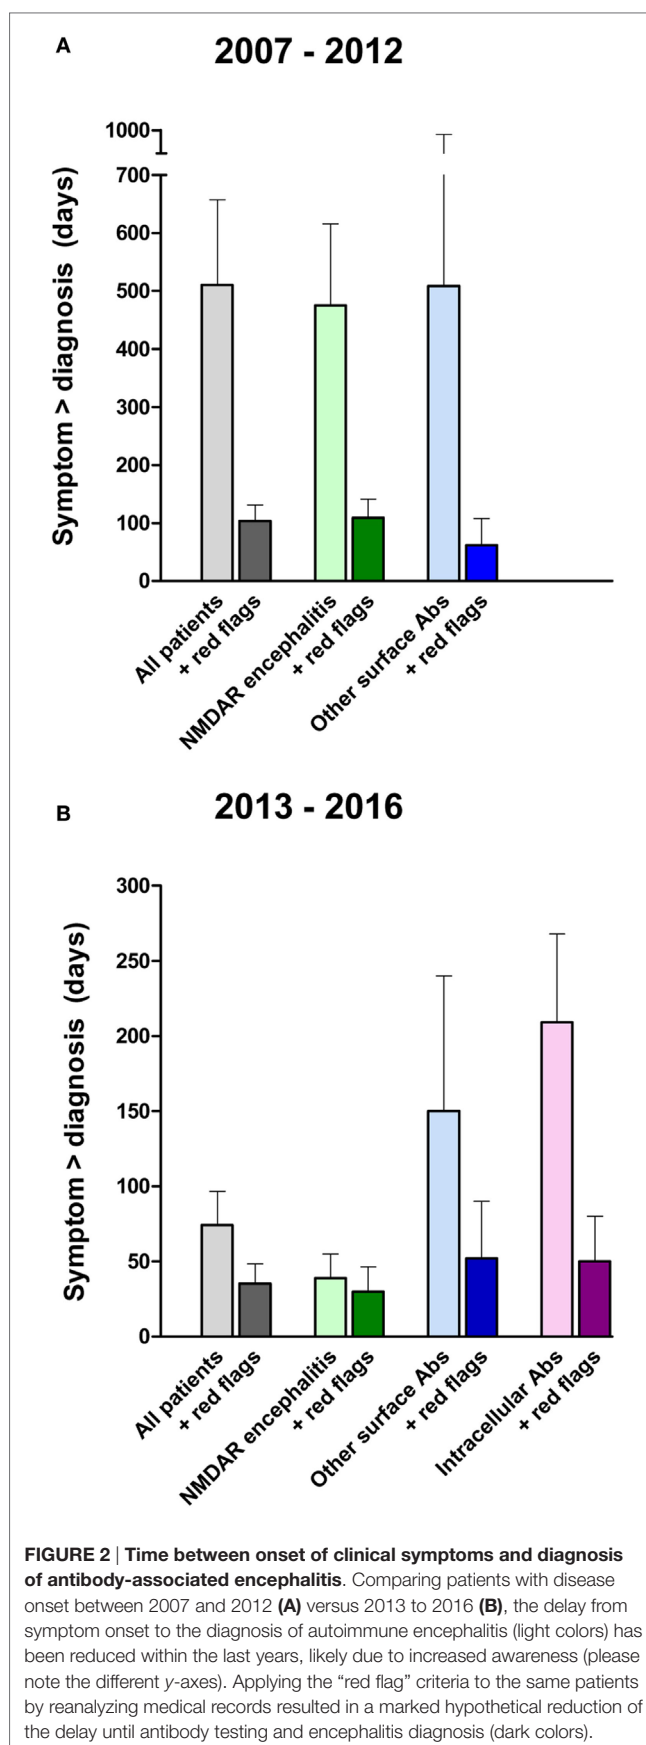 A
2007 - 2012
Symptom > diagnosis (days)
1000
700
600
500
400
300
200
100
0
All patients
+ red flags
NMDAR encephalitis
+ red flags
Other surface Abs
+ red flags
B
2013 - 2016
Symptom > diagnosis (days)
300
250
200
150
100
50
0
All patients
+ red flags
NMDAR encephalitis
+ red flags
Other surface Abs
+ red flags
Intracellular Abs
+ red flags
FIGURE 2 | Time between onset of clinical symptoms and diagnosis
of antibody-associated encephalitis. Comparing patients with disease
onset between 2007 and 2012 (A) versus 2013 to 2016 (B), the delay from
symptom onset to the diagnosis of autoimmune encephalitis (light colors) has
been reduced within the last years, likely due to increased awareness (please
note the different y-axes). Applying the “red flag” criteria to the same patients
by reanalyzing medical records resulted in a marked hypothetical reduction of
the delay until antibody testing and encephalitis diagnosis (dark colors).